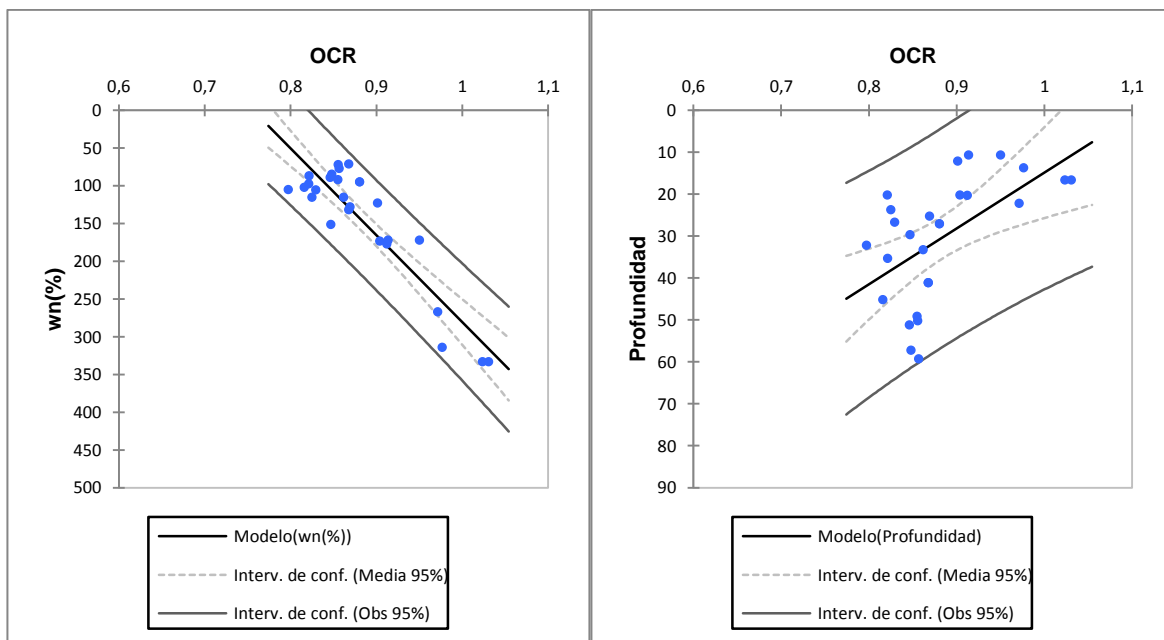 OCR
0,6 0,7 0,8 0,9 1 1,1
0
50
100
150
200
250
300
350
400
450
500
wn(%)
Modelo(wn(%))
Interv. de conf. (Media 95%)
Interv. de conf. (Obs 95%)
OCR
0,6 0,7 0,8 0,9 1 1,1
0
10
20
30
40
50
60
70
80
90
Profundidad
Modelo(Profundidad)
Interv. de conf. (Media 95%)
Interv. de conf. (Obs 95%)